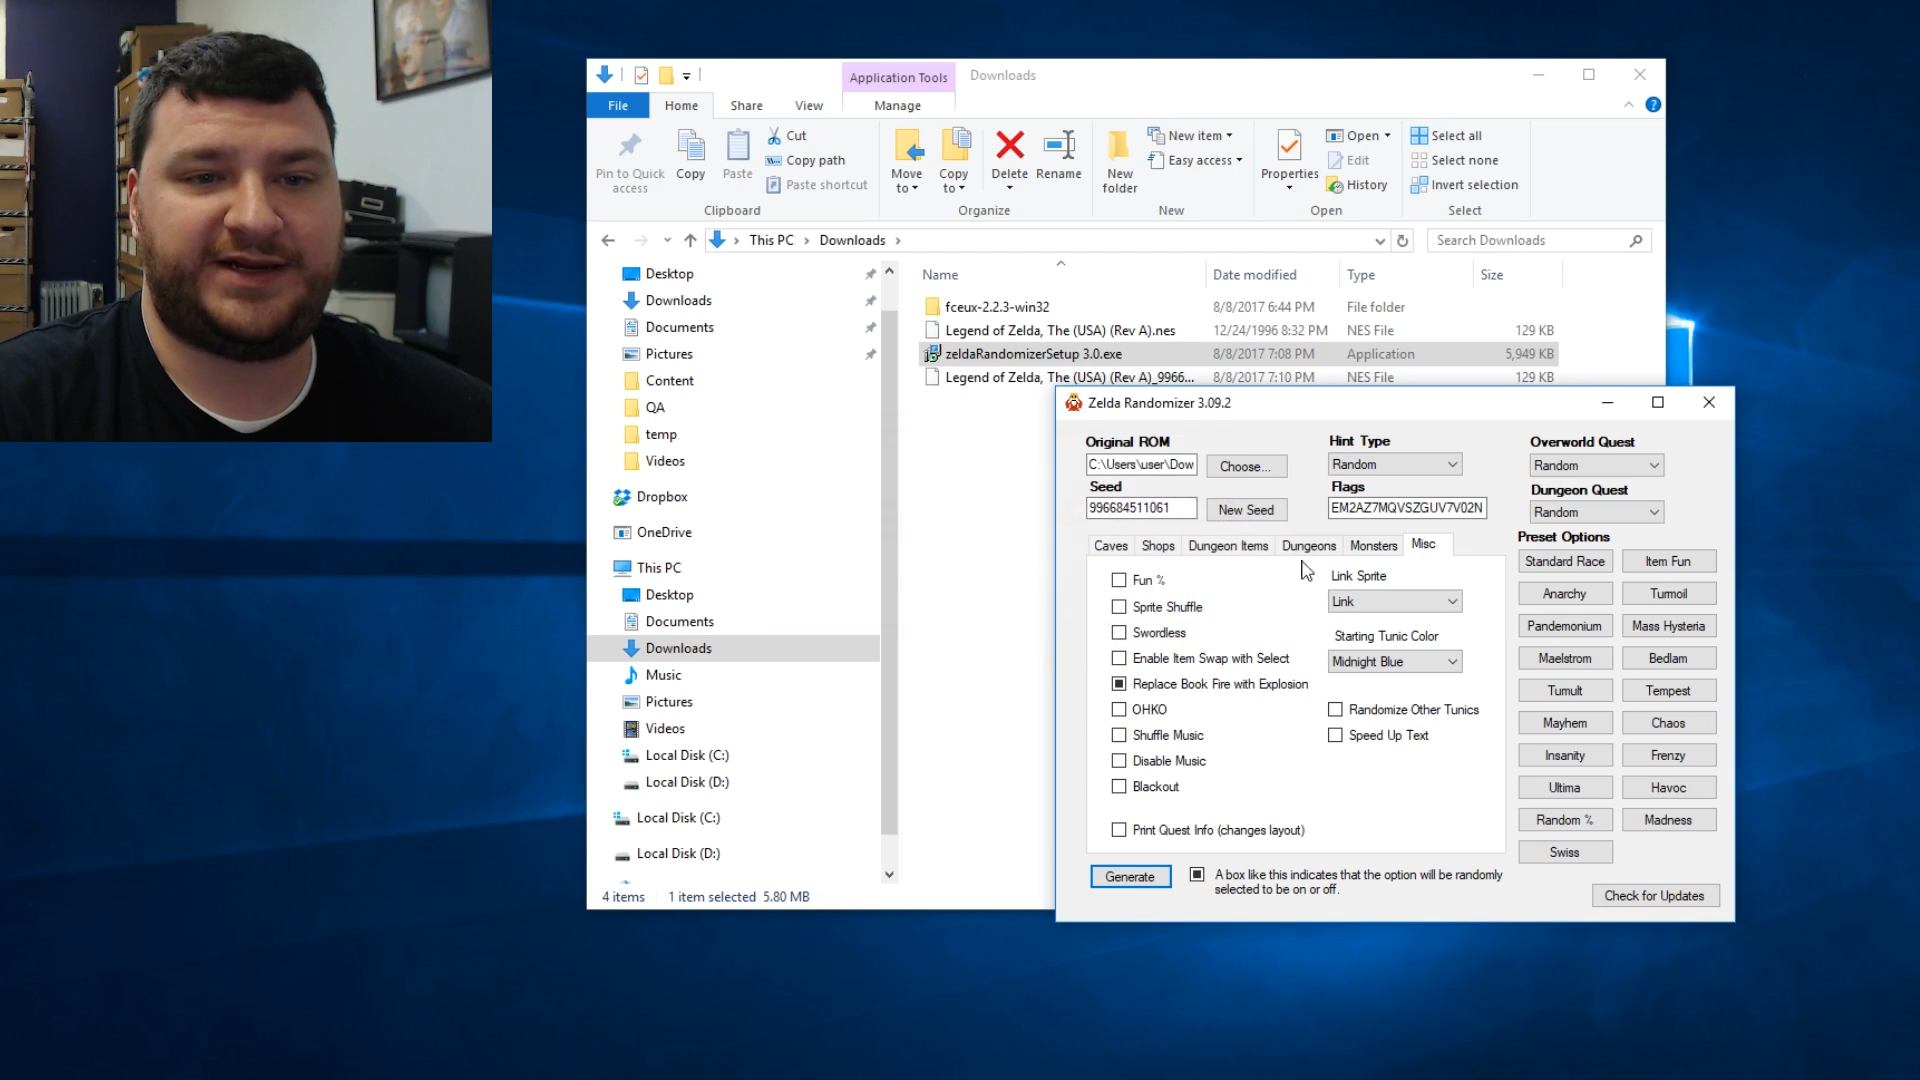 Application Tools
Downloads
File
Home
Share
View
Manage
Pin to Quick access
Copy
Paste
Cut
Copy path
Paste shortcut
Clipboard
Move to
Copy to
Delete
Rename
Organize
New folder
New item
Easy access
New
Properties
Open
Edit
History
Open
Select all
Select none
Invert selection
Select
This PC
Downloads
Search Downloads
Desktop
Downloads
Documents
Pictures
Content
QA
temp
Videos
Dropbox
OneDrive
This PC
Desktop
Documents
Downloads
Music
Pictures
Videos
Local Disk (C:)
Local Disk (D:)
Local Disk (C:)
Local Disk (D:)
Name Date modified Type Size
fceux-2.2.3-win32 8/8/2017 6:44 PM File folder
Legend of Zelda, The (USA) (Rev A).nes 12/24/1996 8:32 PM NES File 129 KB
zeldaRandomizerSetup 3.0.exe 8/8/2017 7:08 PM Application 5,949 KB
Legend of Zelda, The (USA) (Rev A)_9966... 8/8/2017 7:10 PM NES File 129 KB
4 items 1 item selected 5.80 MB
Zelda Randomizer 3.09.2
Original ROM
C:\Users\user\Dow
Choose...
Seed
996684511061
New Seed
Hint Type
Random
Flags
EM2AZ7MQVSZGUV7V02N
Overworld Quest
Random
Dungeon Quest
Random
Caves Shops Dungeon Items Dungeons Monsters Misc
Fun %
Sprite Shuffle
Swordless
Enable Item Swap with Select
Replace Book Fire with Explosion
OHKO
Shuffle Music
Disable Music
Blackout
Print Quest Info (changes layout)
Link Sprite
Link
Starting Tunic Color
Midnight Blue
Randomize Other Tunics
Speed Up Text
Preset Options
Standard Race Item Fun
Anarchy Turmoil
Pandemonium Mass Hysteria
Maelstrom Bedlam
Tumult Tempest
Mayhem Chaos
Insanity Frenzy
Ultima Havoc
Random % Madness
Swiss
Generate
A box like this indicates that the option will be randomly
selected to be on or off.
Check for Updates